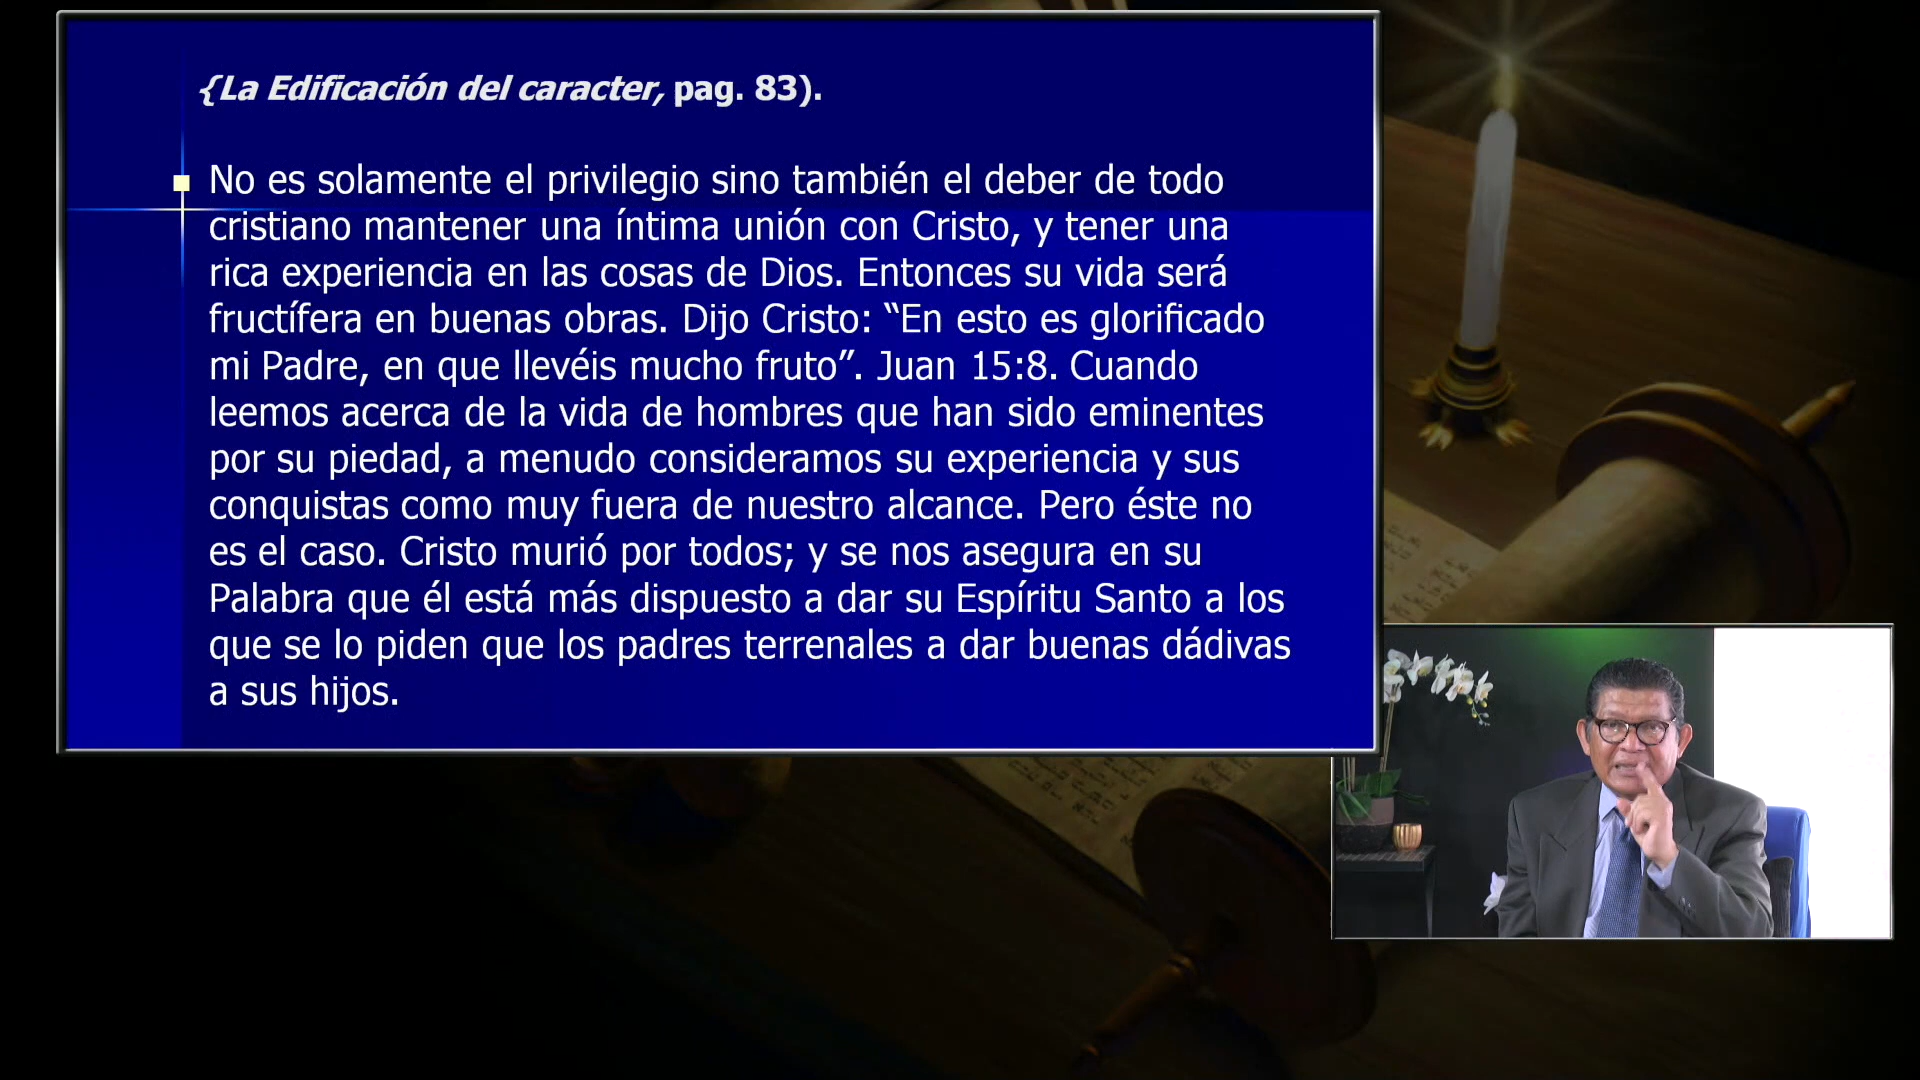 {La Edificación del caracter, pag. 83).
No es solamente el privilegio sino también el deber de todo
cristiano mantener una íntima unión con Cristo, y tener una
rica experiencia en las cosas de Dios. Entonces su vida será
fructífera en buenas obras. Dijo Cristo: “En esto es glorificado
mi Padre, en que llevéis mucho fruto”. Juan 15:8. Cuando
leemos acerca de la vida de hombres que han sido eminentes
por su piedad, a menudo consideramos su experiencia y sus
conquistas como muy fuera de nuestro alcance. Pero éste no
es el caso. Cristo murió por todos; y se nos asegura en su
Palabra que él está más dispuesto a dar su Espíritu Santo a los
que se lo piden que los padres terrenales a dar buenas dádivas
a sus hijos.